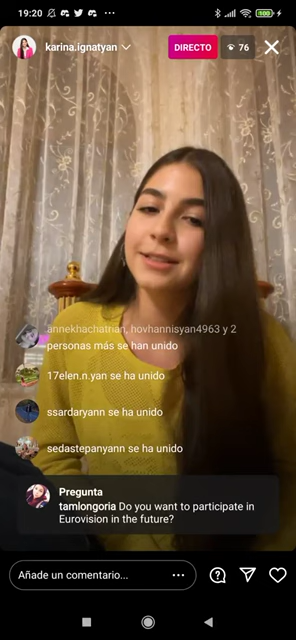 19:20
100
karina.ignatyan
DIRECTO
76
annekhachatrian, hovhannisyan4963 y 2
personas más se han unido
17elen.n.yan se ha unido
ssardaryann se ha unido
sedastepanyann se ha unido
Pregunta
tamlongoria Do you want to participate in
Eurovision in the future?
Añade un comentario...